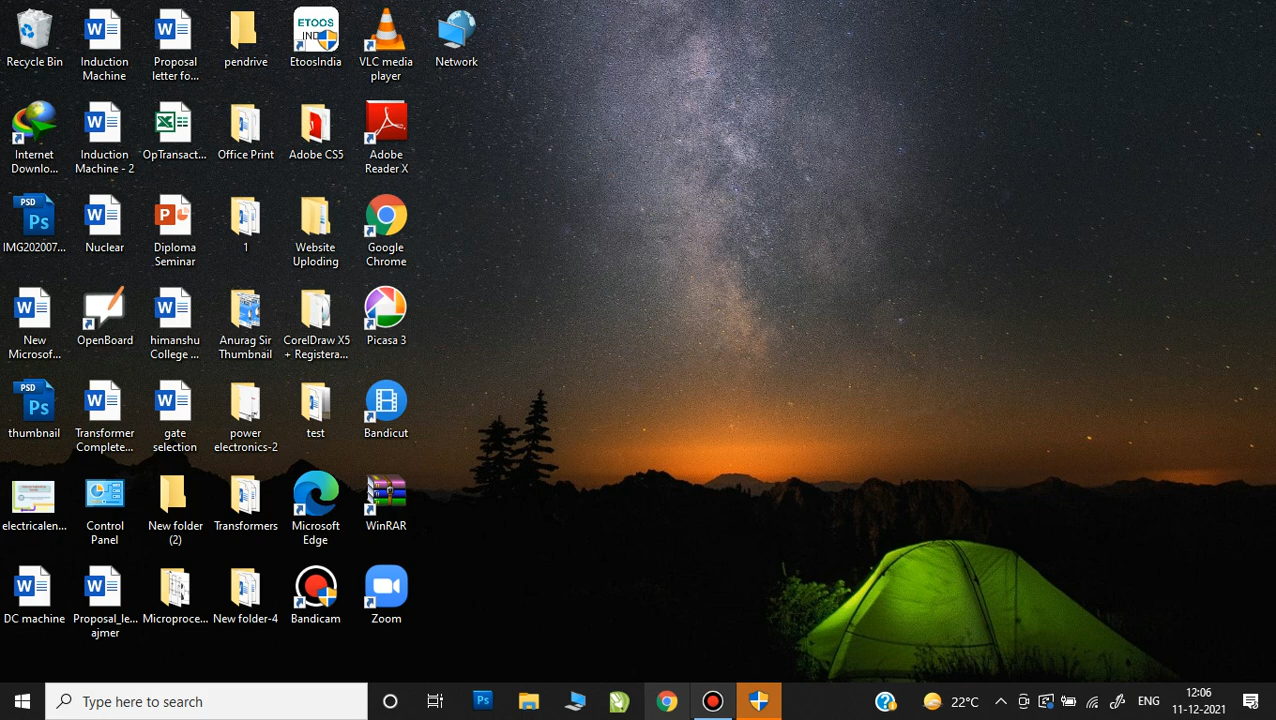 Recycle Bin
Induction
Machine
Proposal
letter fo...
pendrive
ETOOS
EtoosIndia
VLC media
player
Network
Internet
Downlo...
Induction
Machine - 2
OpTransact...
Office Print
Adobe CS5
Adobe
Reader X
PSD
Ps
IMG202007...
Nuclear
Diploma
Seminar
1
Website
Uploding
Google
Chrome
New
Microsof...
OpenBoard
himanshu
College ...
Anurag Sir
Thumbnail
CorelDraw X5
+ Registera...
Picasa 3
PSD
Ps
thumbnail
Transformer
Complete...
gate
selection
power
electronics-2
test
Bandicut
electricalen...
Control
Panel
New folder
(2)
Transformers
Microsoft
Edge
WinRAR
DC machine
Proposal_le...
ajmer
Microproce...
New folder-4
Bandicam
Zoom
Type here to search
Ps
22°C
ENG
12:06
11-12-2021